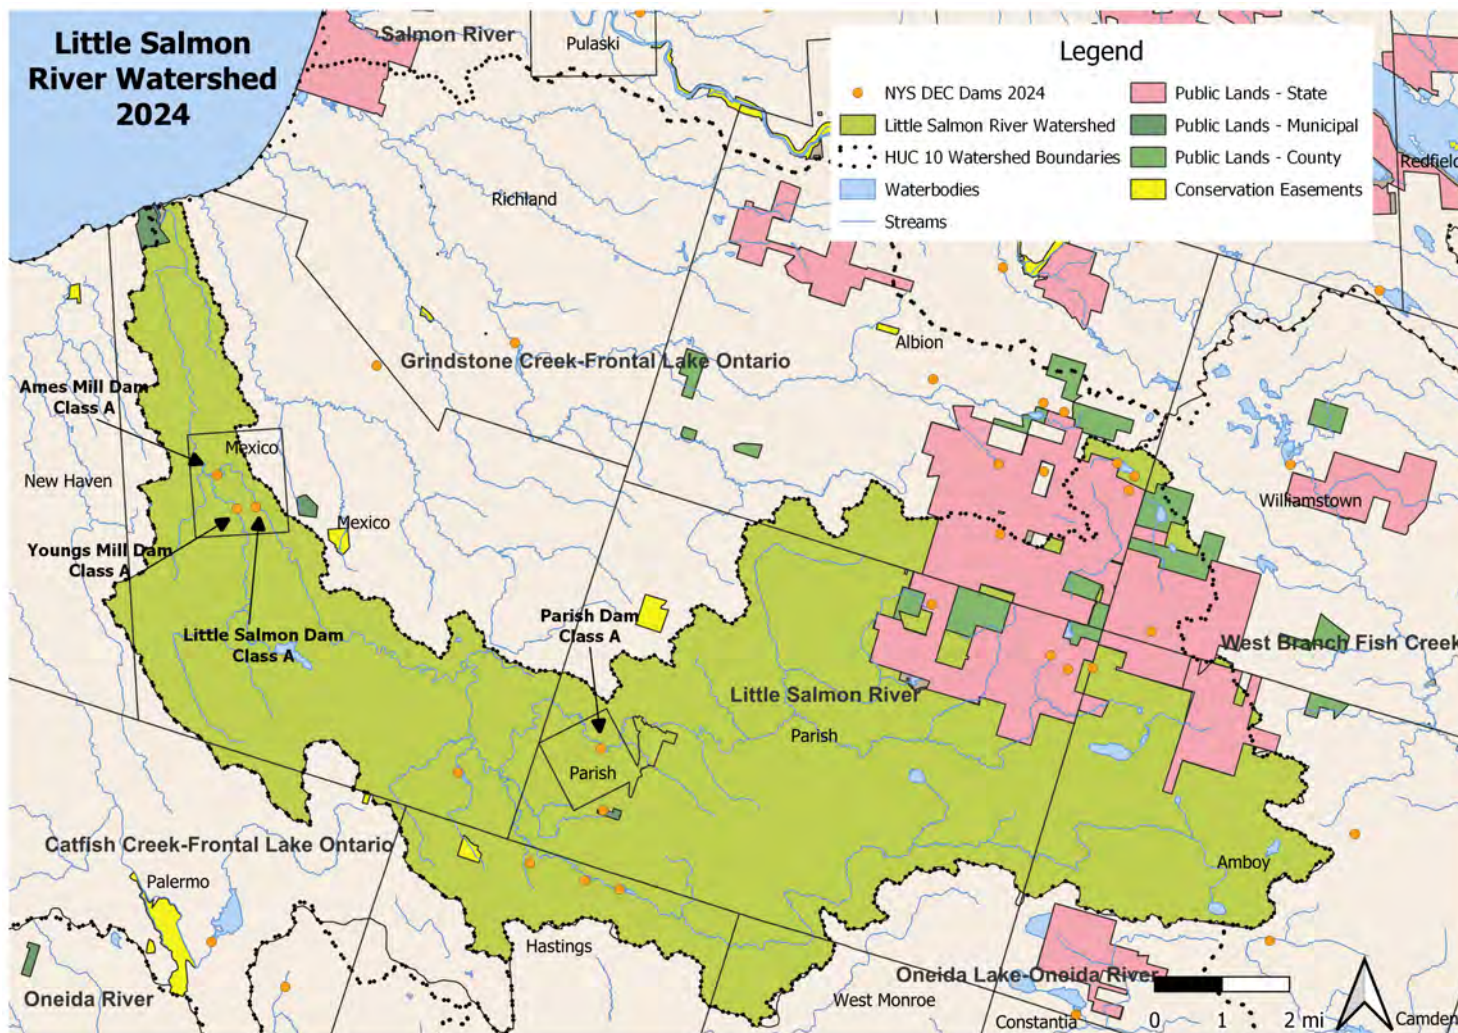 Little Salmon
River Watershed
2024
Salmon River
Pulaski
Legend
NYS DEC Dams 2024
Little Salmon River Watershed
HUC 10 Watershed Boundaries
Waterbodies
Streams
Public Lands - State
Public Lands - Municipal
Public Lands - County
Conservation Easements
Redfield
Richland
Albion
Grindstone Creek-Frontal Lake Ontario
Ames Mill Dam
Class A
Mexico
New Haven
Mexico
Williamstown
Youngs Mill Dam
Class A
Little Salmon Dam
Class A
Parish Dam
Class A
West Branch Fish Creek
Little Salmon River
Parish
Parish
Catfish Creek-Frontal Lake Ontario
Palermo
Amboy
Hastings
Oneida River
Oneida Lake-Oneida River
West Monroe
Constantia
0 1 2 mi
Camden